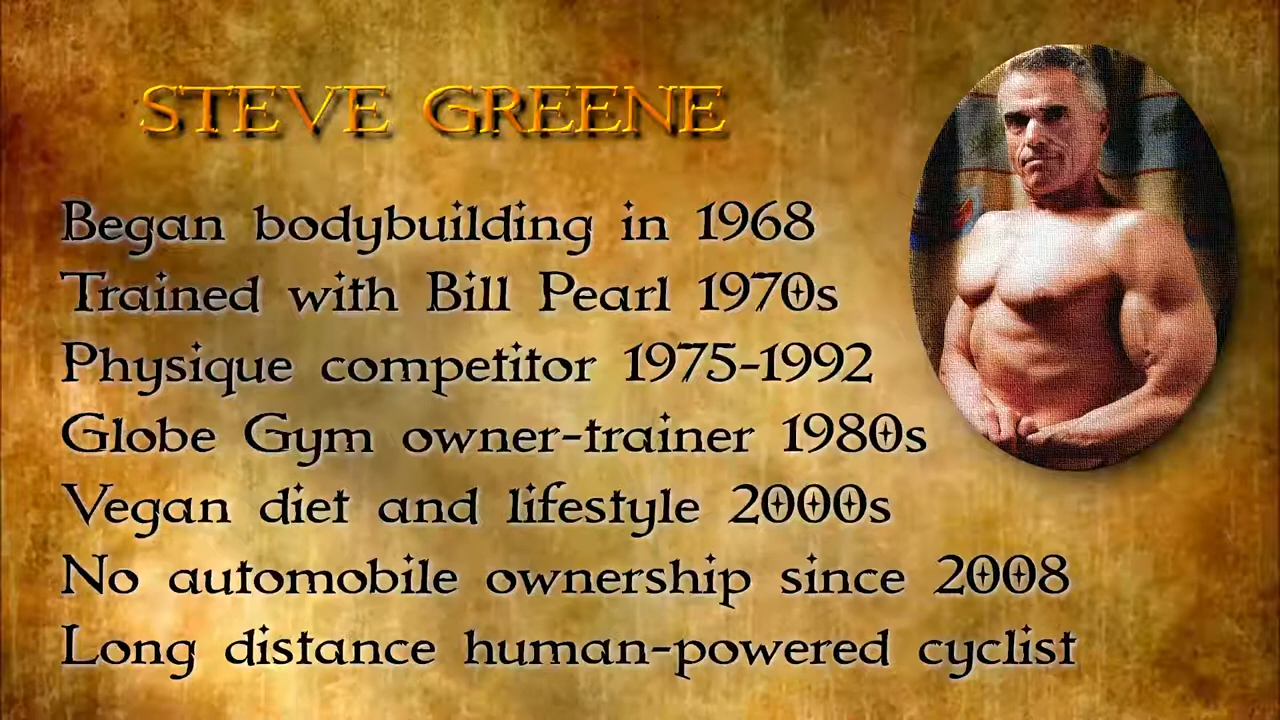 STEVE GREENE
Began bodybuilding in 1968
Trained with Bill Pearl 1970s
Physique competitor 1975-1992
Globe Gym owner-trainer 1980s
Vegan diet and lifestyle 2000s
No automobile ownership since 2008
Long distance human-powered cyclist